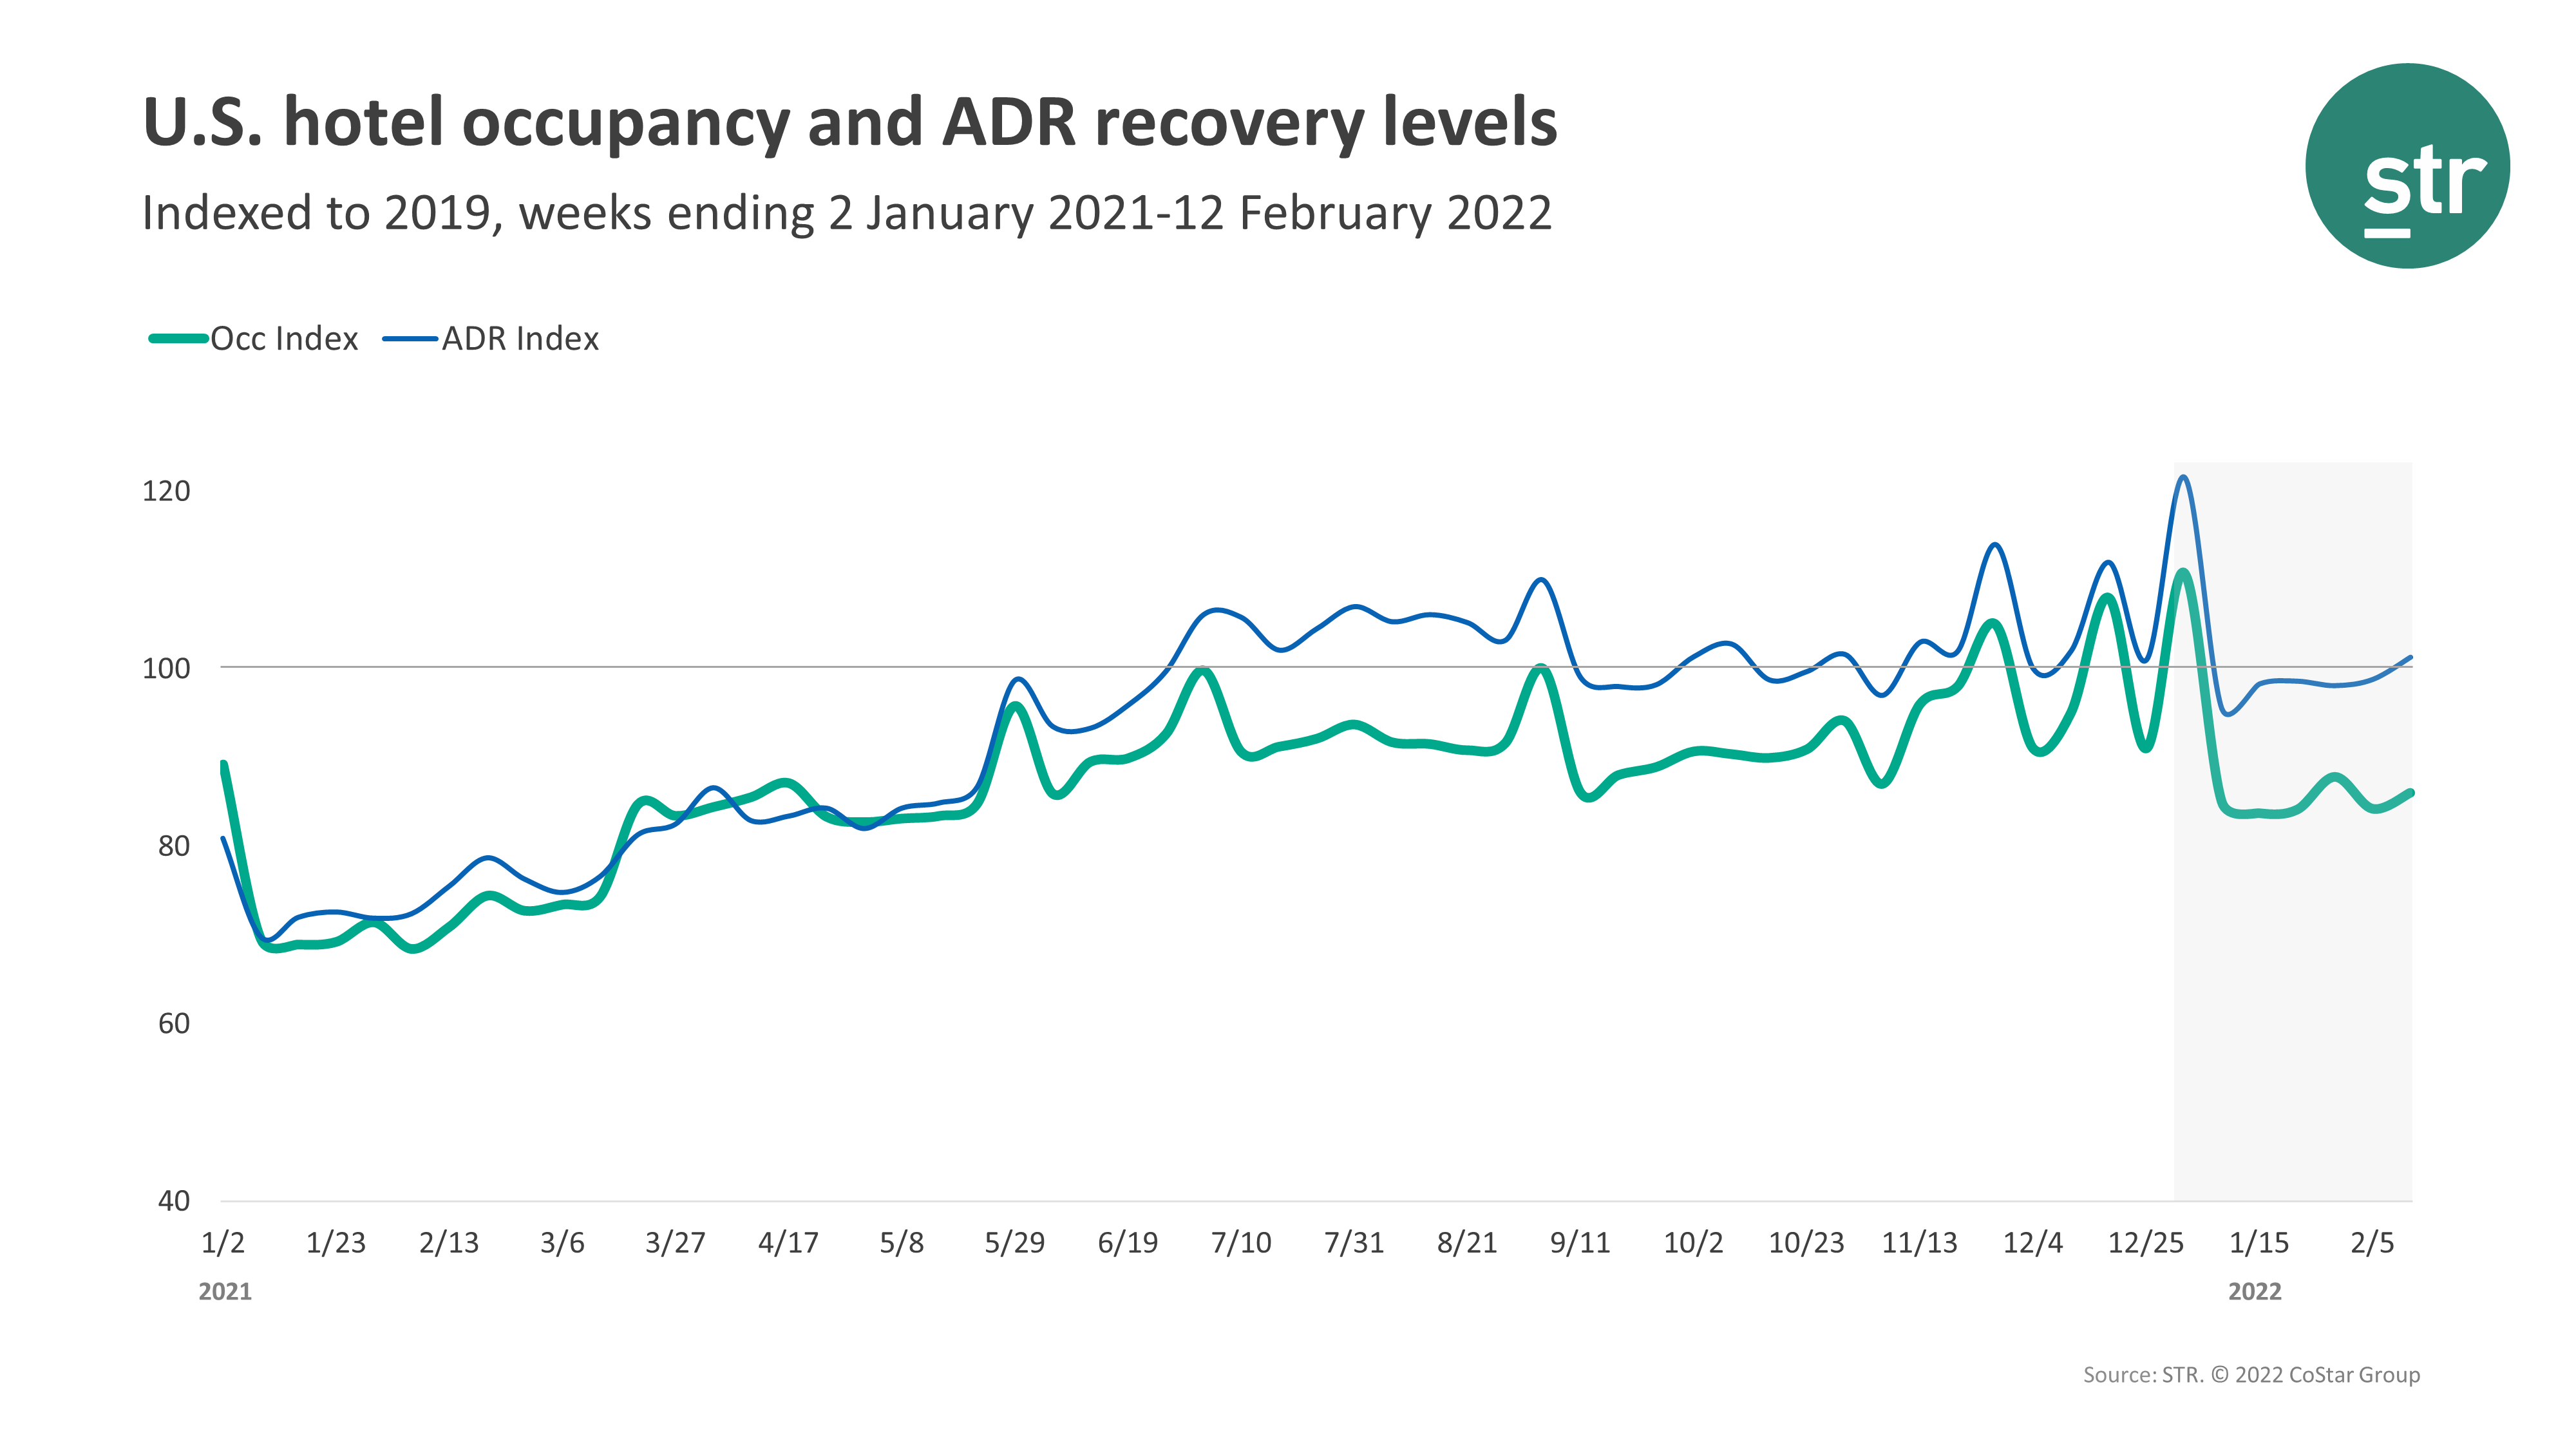 U.S. hotel occupancy and ADR recovery levels
Indexed to 2019, weeks ending 2 January 2021-12 February 2022
str
Occ Index ADR Index
120
100
80
60
40
1/2 1/23 2/13 3/6 3/27 4/17 5/8 5/29 6/19 7/10 7/31 8/21 9/11 10/2 10/23 11/13 12/4 12/25 1/15 2/5
2021 2022
Source: STR. © 2022 CoStar Group